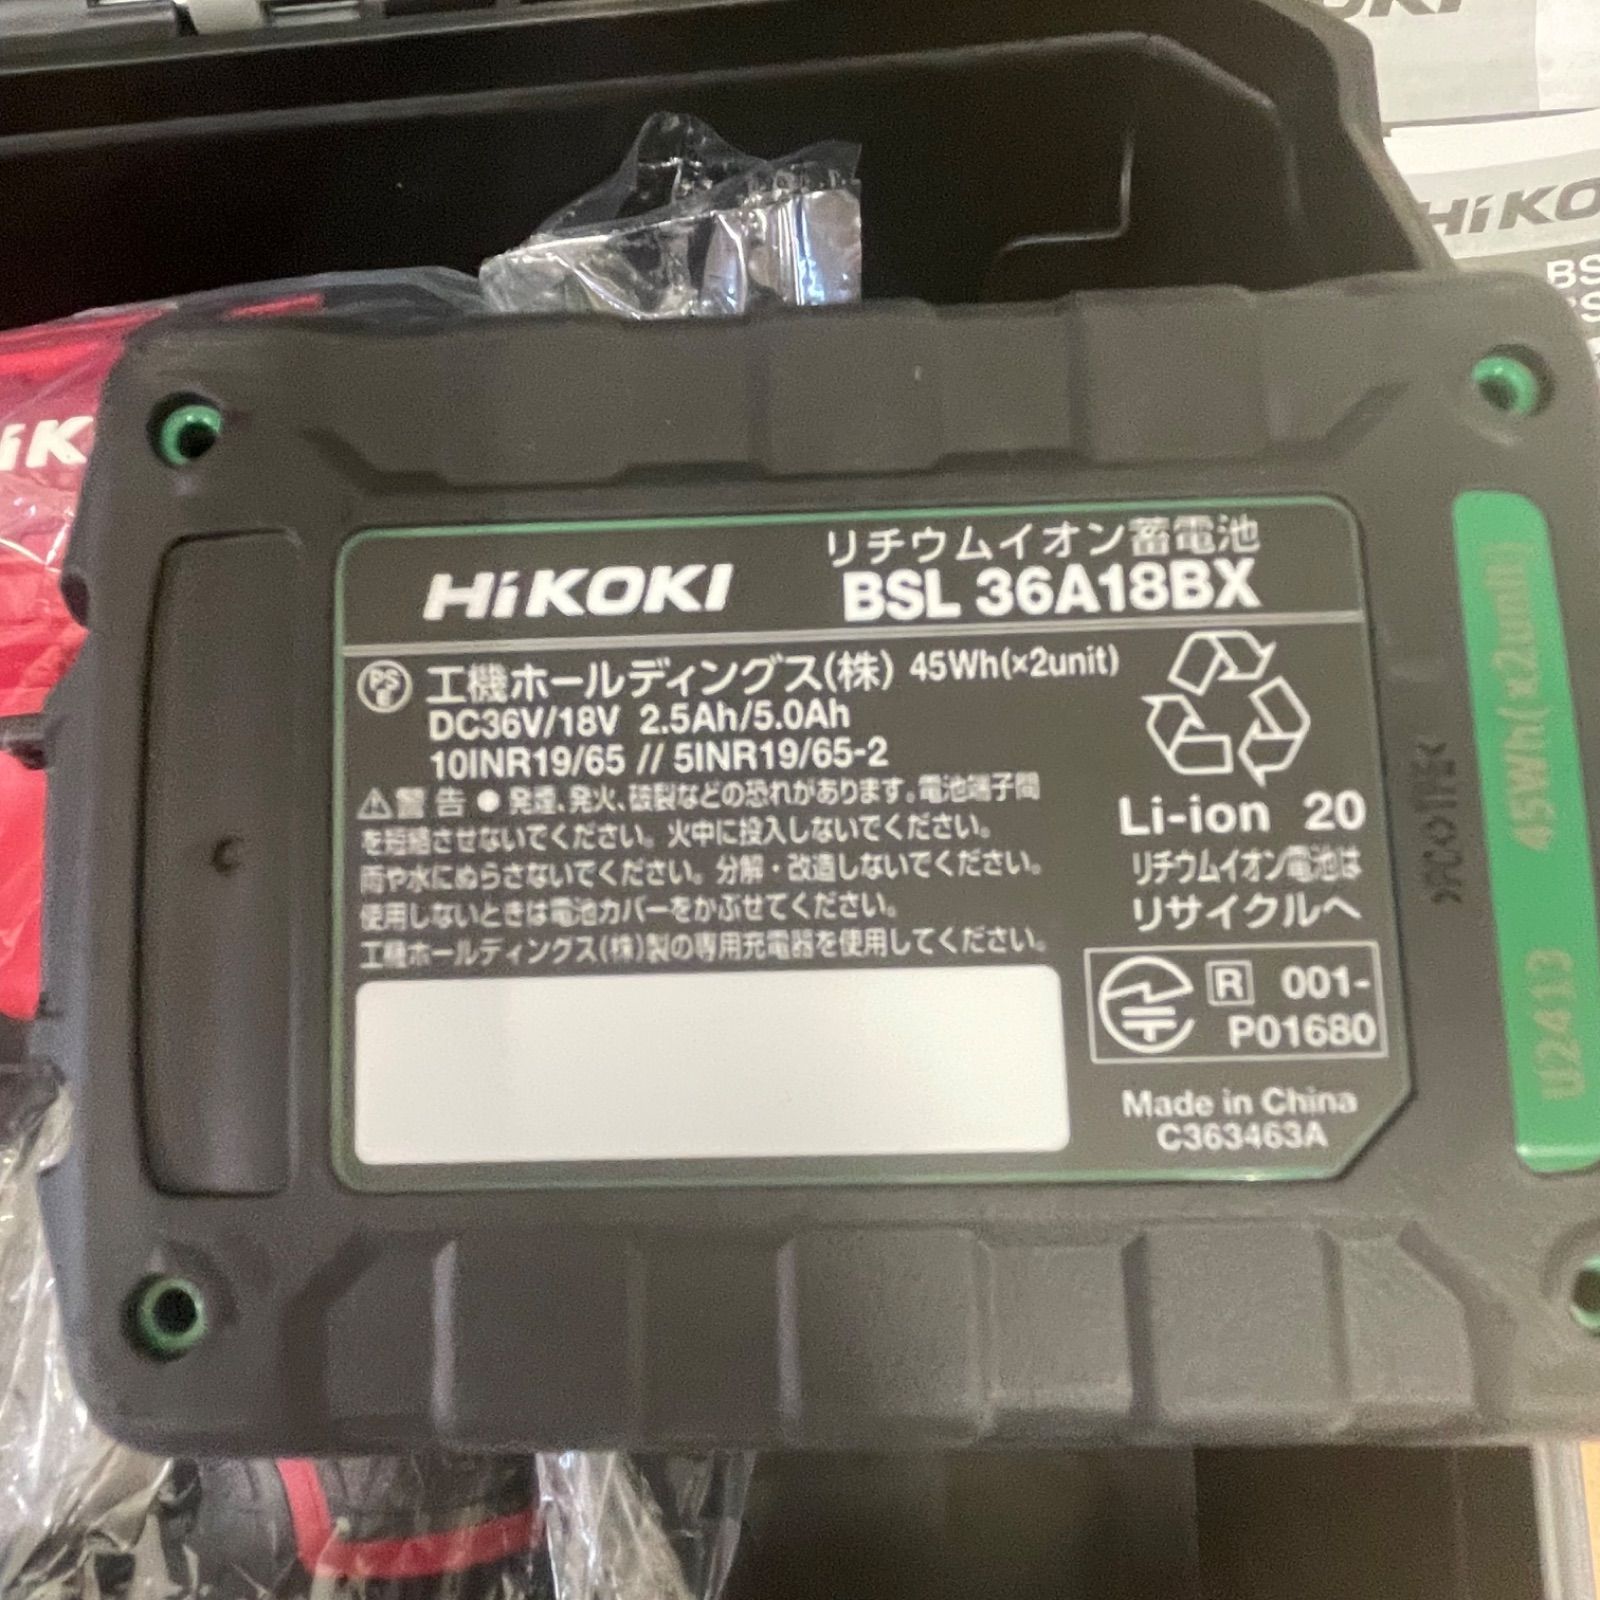 OKI
HiKO
BS
iK
HiKOKI
リチウムイオン蓄電池
BSL 36A18BX
PS E
工機ホールディングス(株) 45Wh(×2unit)
DC36V/18V 2.5Ah/5.0Ah
10INR19/65 // 5INR19/65-2
⚠警告 ● 発煙、発火、破裂などの恐れがあります。電池端子間
を短絡させないでください。火中に投入しないでください。
雨や水にぬらさないでください。分解・改造しないでください。
使用しないときは電池カバーをかぶせてください。
工機ホールディングス(株)製の専用充電器を使用してください。
Li-ion 20
リチウムイオン電池は
リサイクルへ
R 001-
P01680
Made in China
C363463A
45Wh(×2unit)
U2413